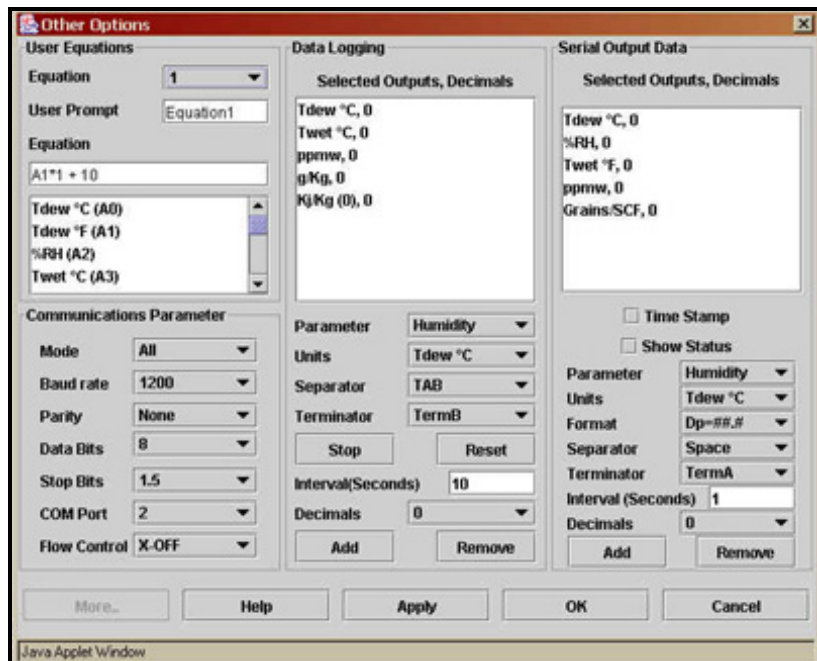 Other Options
User Equations
Equation 1
User Prompt Equation1
Equation
A1*1 + 10
Tdew °C (A0)
Tdew °F (A1)
%RH (A2)
Twet °C (A3)
Communications Parameter
Mode All
Baud rate 1200
Parity None
Data Bits 8
Stop Bits 1.5
COM Port 2
Flow Control X-OFF
Data Logging
Selected Outputs, Decimals
Tdew °C, 0
Twet °C, 0
ppmw, 0
g/Kg, 0
Kj/Kg (0), 0
Parameter Humidity
Units Tdew °C
Separator TAB
Terminator TermB
Stop Reset
Interval(Seconds) 10
Decimals 0
Add Remove
Serial Output Data
Selected Outputs, Decimals
Tdew °C, 0
%RH, 0
Twet °F, 0
ppmw, 0
Grains/SCF, 0
Time Stamp
Show Status
Parameter Humidity
Units Tdew °C
Format Dp=##.#
Separator Space
Terminator TermA
Interval (Seconds) 1
Decimals 0
Add Remove
More.. Help Apply OK Cancel
Java Applet Window